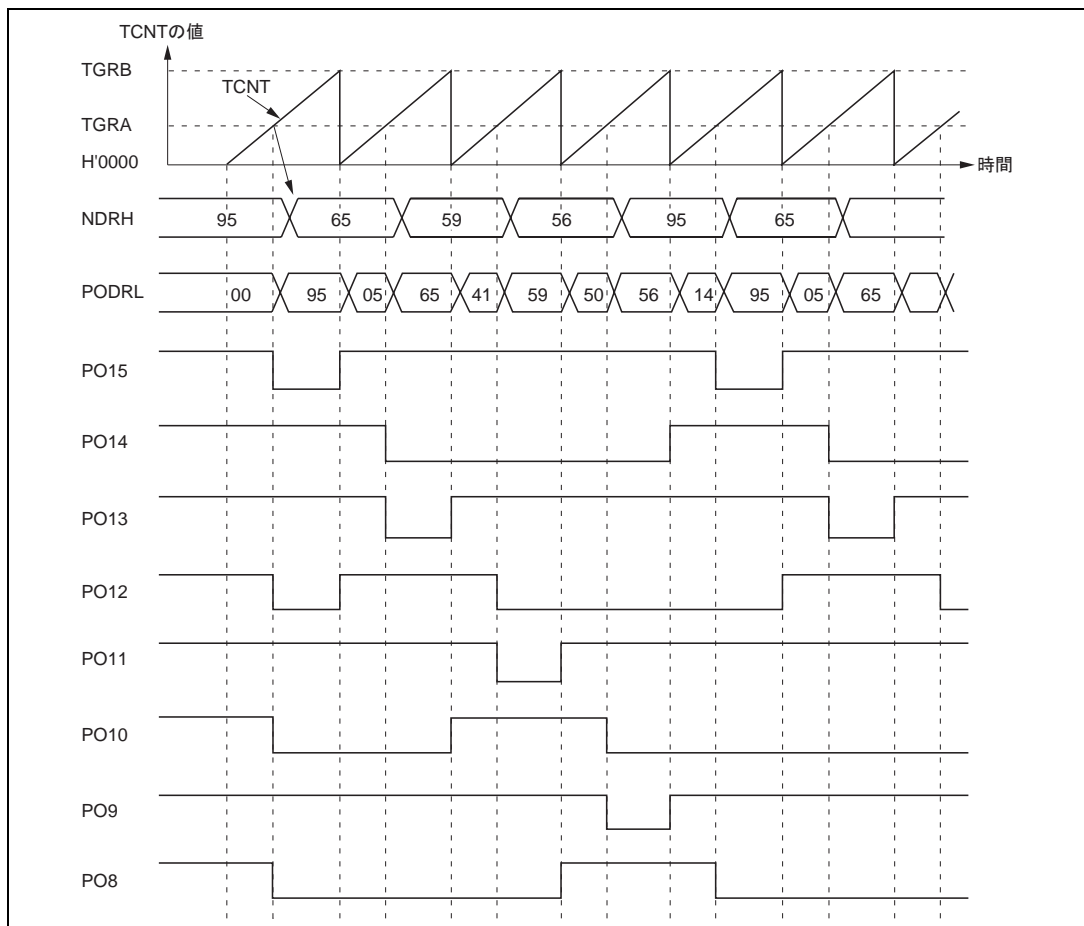 TCNTの値
TGRB
TCNT
TGRA
H'0000
時間
NDRH 95 65 59 56 95 65
PODRL 00 95 05 65 41 59 50 56 14 95 05 65
PO15
PO14
PO13
PO12
PO11
PO10
PO9
PO8